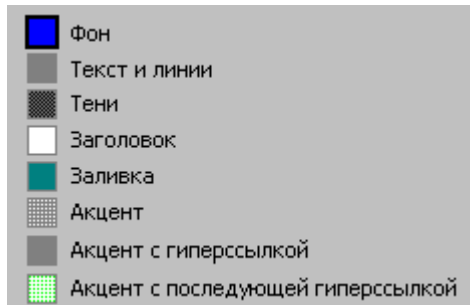 Фон
Текст и линии
Тени
Заголовок
Заливка
Акцент
Акцент с гиперссылкой
Акцент с последующей гиперссылкой